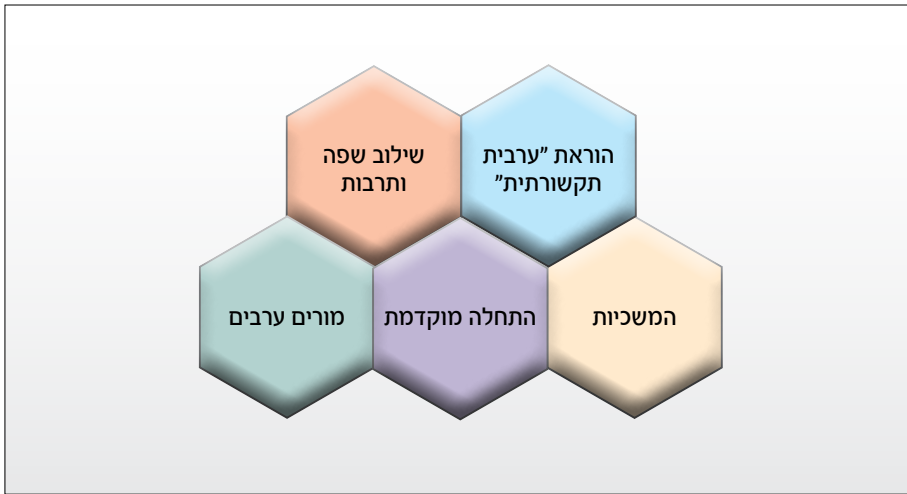 הוראת "ערבית
תקשורתית"
שילוב שפה
ותרבות
המשכיות
התחלה מוקדמת
מורים ערבים